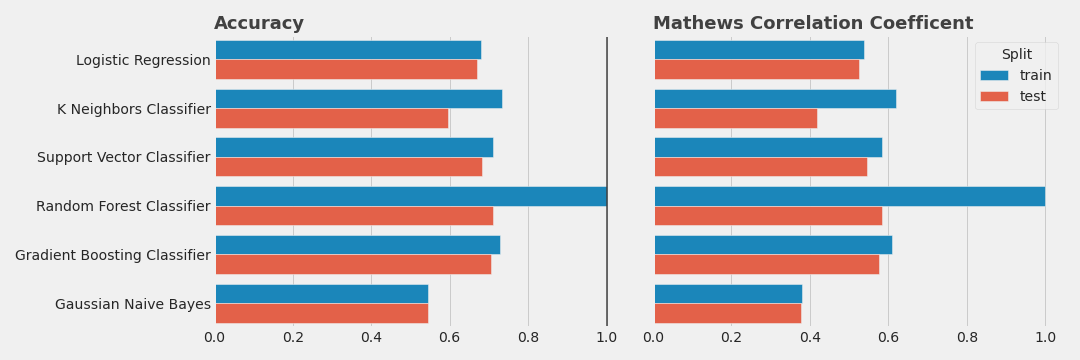 Accuracy
Mathews Correlation Coefficent
Logistic Regression
K Neighbors Classifier
Support Vector Classifier
Random Forest Classifier
Gradient Boosting Classifier
Gaussian Naive Bayes
0.0 0.2 0.4 0.6 0.8 1.0
0.0 0.2 0.4 0.6 0.8 1.0
Split
train
test